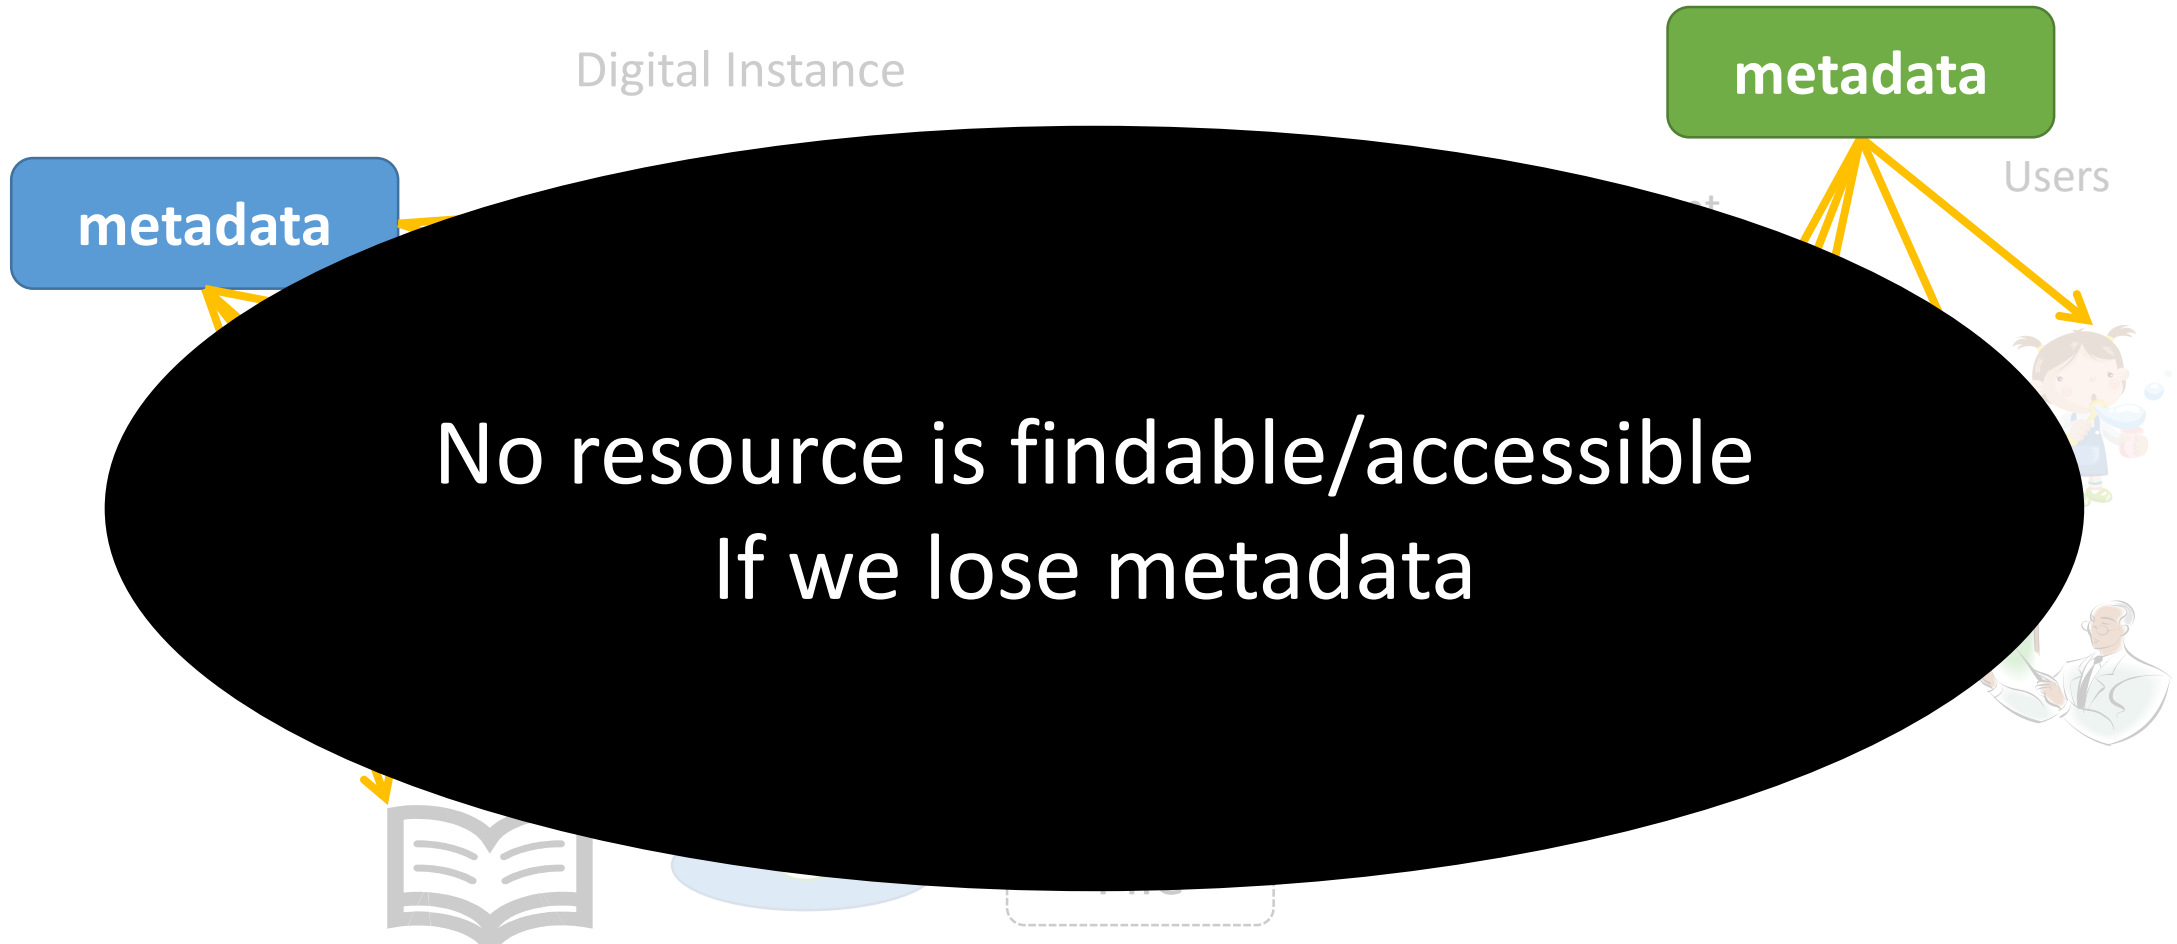 Digital Instance
metadata
Users
metadata
No resource is findable/accessible
If we lose metadata